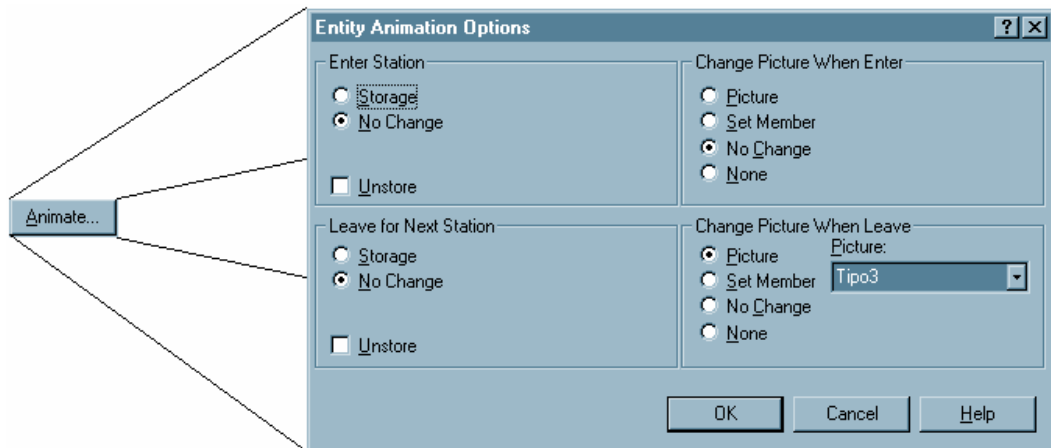 Animate...
Entity Animation Options
Enter Station
Storage
No Change
Unstore
Change Picture When Enter
Picture
Set Member
No Change
None
Leave for Next Station
Storage
No Change
Unstore
Change Picture When Leave
Picture
Set Member
No Change
None
Picture:
Tipo3
OK
Cancel
Help